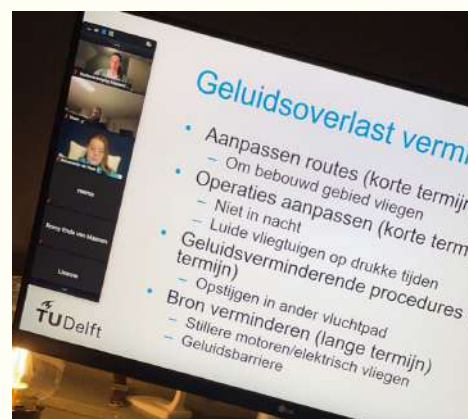 Geluidsoverlast vermi
• Aanpassen routes (korte termijn
– Om bebouwd gebied vliegen
• Operaties aanpassen (korte term
– Niet in nacht
– Luide vliegtuigen op drukke tijden
• Geluidsverminderende procedures
termijn)
– Opstijgen in ander vluchtpad
• Bron verminderen (lange termijn)
– Stillere motoren/elektrisch vliegen
– Geluidsbarriere
TUDelft